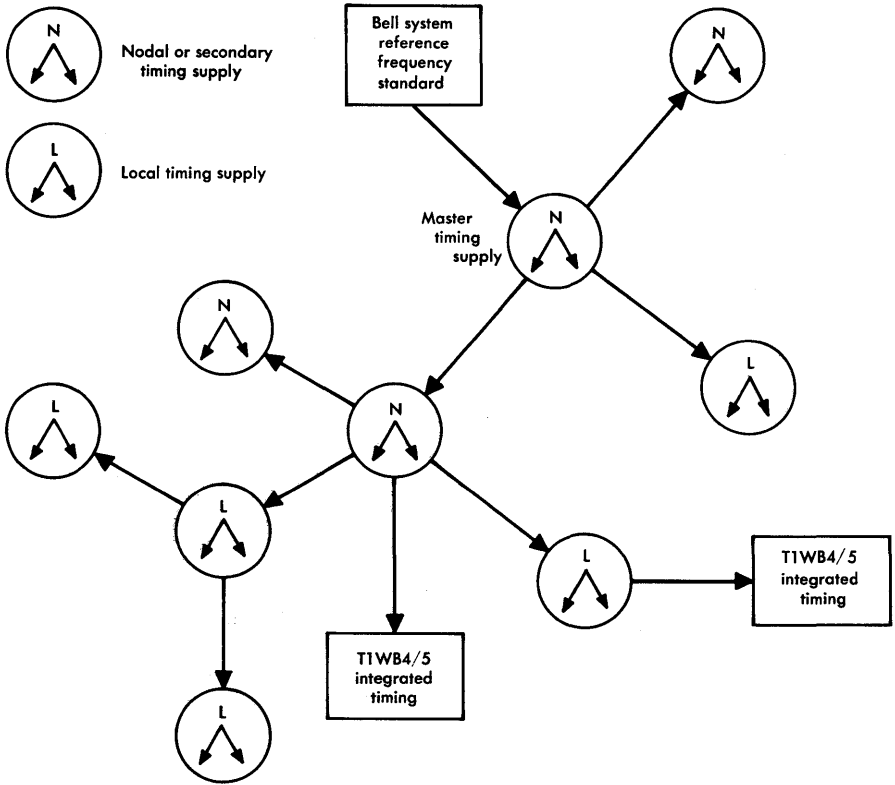 N
Nodal or secondary
timing supply
L
Local timing supply
Bell system
reference
frequency
standard
N
Master
timing
supply
N
N
L
N
L
L
L
T1WB4/5
integrated
timing
L
T1WB4/5
integrated
timing